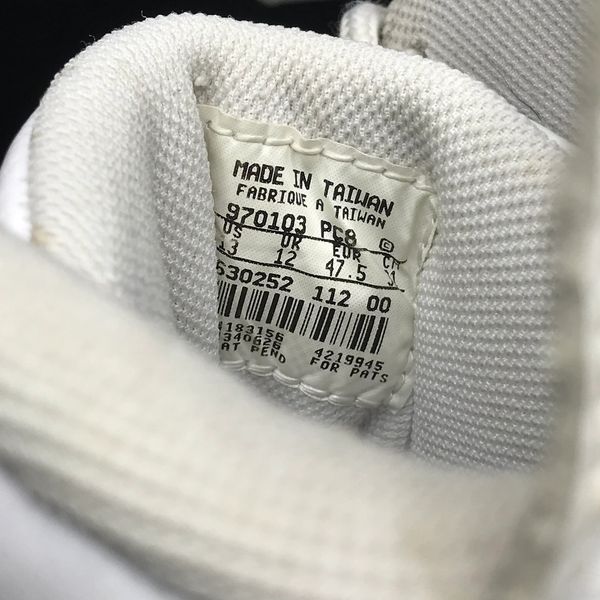 MADE IN TAIWAN
FABRIQUE A TAIWAN
970103 PC8 ©
US UK EUR CM
13 12 47.5 31
630252 112 00
4183156
340626 4219945
PAT PEND FOR PATS